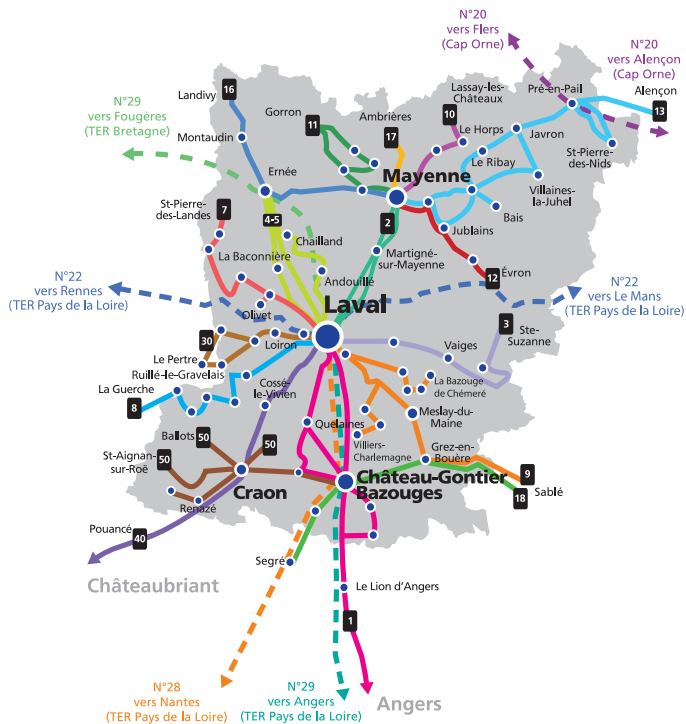 N°20
vers Flers
(Cap Orne)
N°20
vers Alençon
(Cap Orne)
N°29
vers Fougères
(TER Bretagne)
16
Landivy
Gorron
11
Ambrières
17
Lassay-les-
Châteaux
10
Le Horps
Pré-en-Pail
Alençon
13
Montaudin
Javron
St-Pierre-
des-Nids
Ernée
Le Ribay
Mayenne
Villaines-
la-Juhel
St-Pierre-
des-Landes
7
4-5
2
Bais
Jublains
Chailland
La Baconnière
Martigné-
sur-Mayenne
Andouillé
12
Évron
N°22
vers Rennes
(TER Pays de la Loire)
N°22
vers Le Mans
(TER Pays de la Loire)
Olivet
Laval
3
Ste-
Suzanne
30
Loiron
Le Pertre
Vaiges
Ruillé-le-Gravelais
La Guerche
8
Cossé-
le-Vivien
La Bazouge
de Chémeré
Meslay-du-
Maine
Quelaines
Ballots
50
50
Villiers-
Charlemagne
St-Aignan-
sur-Roë
50
Grez-en-
Bouère
9
18
Sablé
Craon
Château-Gontier
Bazouges
Renazé
Pouancé
40
Châteaubriant
Segré
Le Lion d'Angers
1
N°28
vers Nantes
(TER Pays de la Loire)
N°29
vers Angers
(TER Pays de la Loire)
Angers